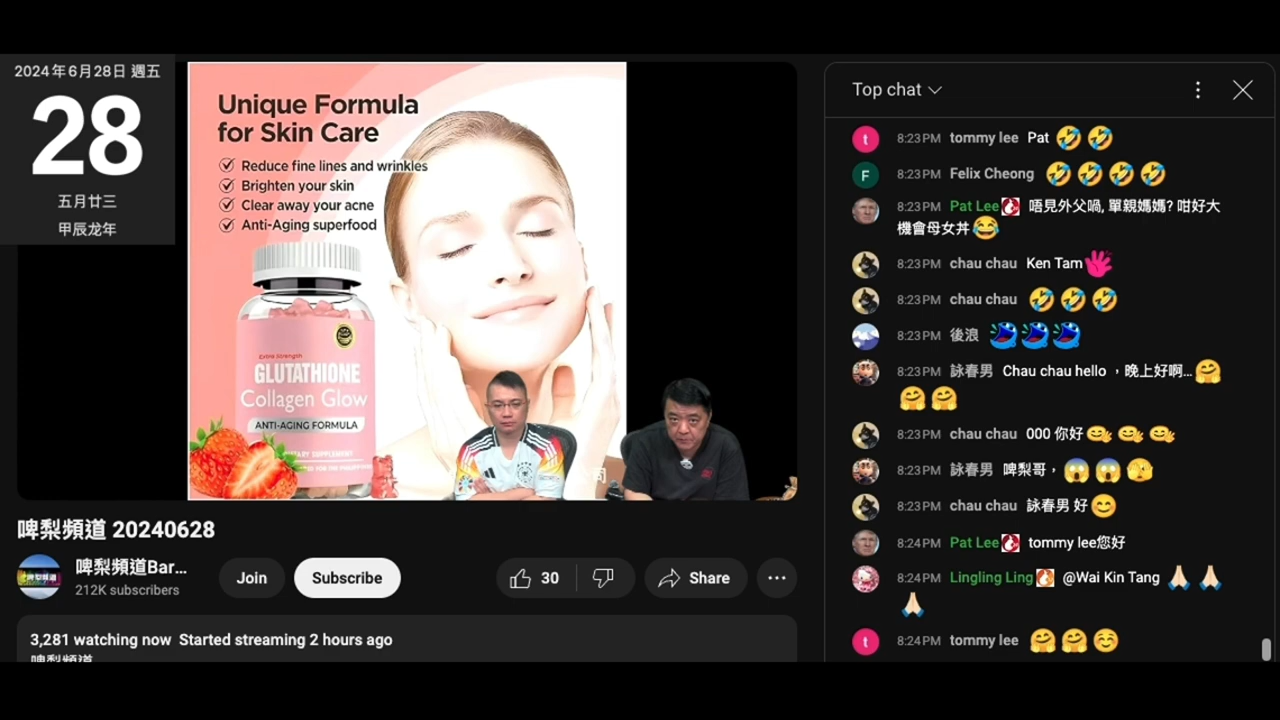 2024年6月28日 週五
28
五月廿三
甲辰龙年
Unique Formula
for Skin Care
Reduce fine lines and wrinkles
Brighten your skin
Clear away your acne
Anti-Aging superfood
Extra Strength
GLUTATHIONE
Collagen Glow
ANTI-AGING FORMULA
DIETARY SUPPLEMENT
司
啤梨頻道 20240628
啤梨頻道Bar...
212K subscribers
Join
Subscribe
30
Share
3,281 watching now Started streaming 2 hours ago
啤梨頻道
Top chat
8:23PM tommy lee Pat 🤣🤣
8:23PM Felix Cheong 🤣🤣🤣🤣
8:23PM Pat Lee 唔見外父喎, 單親媽媽? 咁好大
機會母女丼😂
8:23PM chau chau Ken Tam
8:23PM chau chau 🤣🤣🤣
8:23PM 後浪
8:23PM 詠春男 Chau chau hello ，晚上好啊...🤗
🤗🤗
8:23PM chau chau 000 你好
8:23PM 詠春男 啤梨哥，😱😱🫣
8:23PM chau chau 詠春男 好😊
8:24PM Pat Lee tommy lee您好
8:24PM Lingling Ling @Wai Kin Tang 🙏🏻🙏🏻
🙏🏻
8:24PM tommy lee 🤗🤗☺️